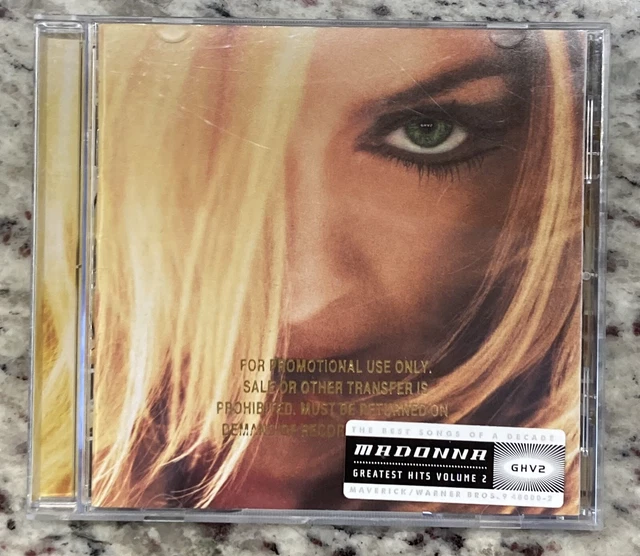 GHV2
FOR PROMOTIONAL USE ONLY.
SALE OR OTHER TRANSFER IS
PROHIBITED. MUST BE RETURNED ON
THE BEST SONGS OF A DECADE
MADONNA
GREATEST HITS VOLUME 2
GHV2
MAVERICK/WARNER BROS.